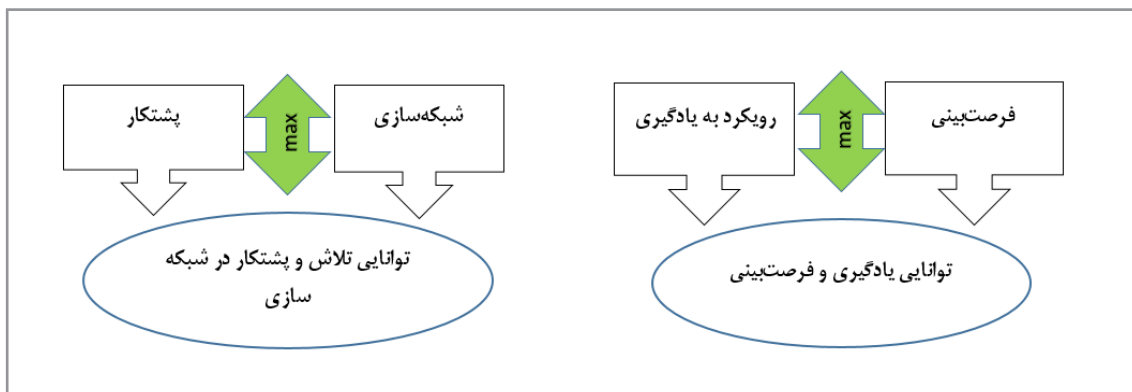 فرصت‌بینی
max
رویکرد به یادگیری
توانایی یادگیری و فرصت‌بینی
شبکه‌سازی
max
پشتکار
توانایی تلاش و پشتکار در شبکه
سازی